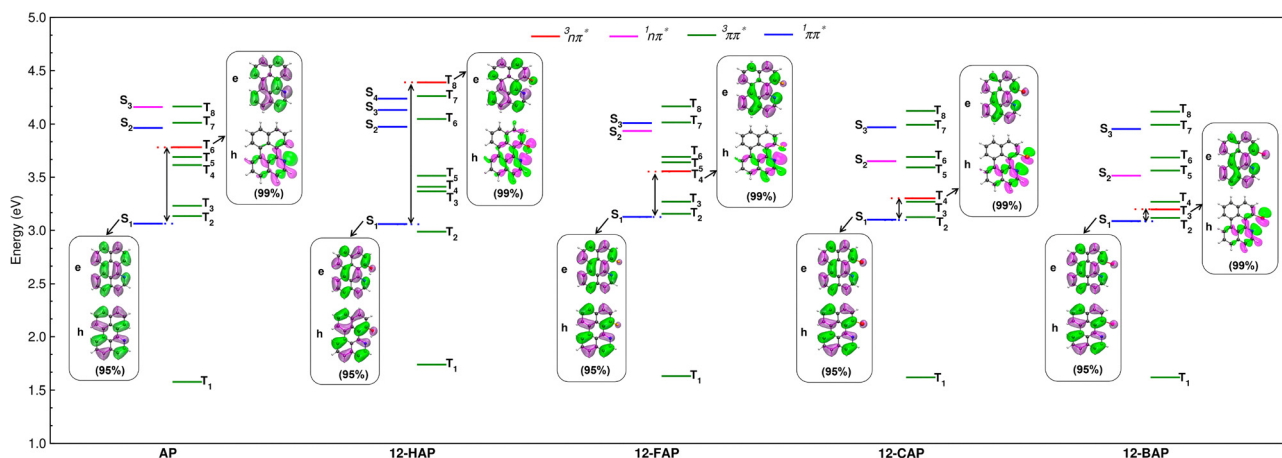 5.0
4.5
4.0
3.5
3.0
2.5
2.0
1.5
1.0
Energy (eV)
³nπ* ¹nπ* ³ππ* ¹ππ*
S₃
S₂
S₁
T₈
T₇
T₆
T₅
T₄
T₃
T₂
T₁
e
h
(99%)
e
h
(95%)
AP
S₄
S₃
S₂
S₁
T₈
T₇
T₆
T₅
T₄
T₃
T₂
T₁
e
h
(99%)
e
h
(95%)
12-HAP
S₃
S₂
S₁
T₈
T₇
T₆
T₅
T₄
T₃
T₂
T₁
e
h
(99%)
e
h
(95%)
12-FAP
S₃
S₂
S₁
T₈
T₇
T₆
T₅
T₄
T₃
T₂
T₁
e
h
(99%)
e
h
(95%)
12-CAP
S₃
S₂
S₁
T₈
T₇
T₆
T₅
T₄
T₃
T₂
T₁
e
h
(99%)
e
h
(95%)
12-BAP